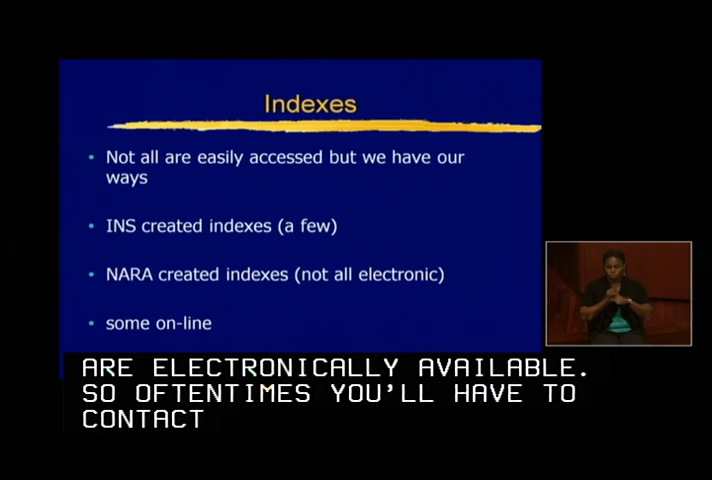 Indexes
• Not all are easily accessed but we have our
ways
• INS created indexes (a few)
• NARA created indexes (not all electronic)
• some on-line
ARE ELECTRONICALLY AVAILABLE.
SO OFTENTIMES YOU'LL HAVE TO
CONTACT